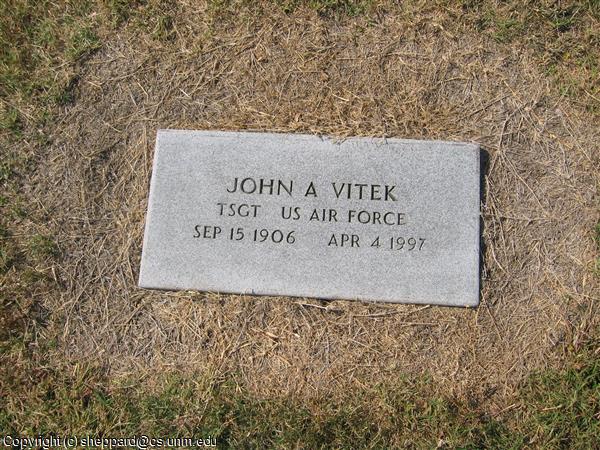 JOHN A VITEK
TSGT US AIR FORCE
SEP 15 1906 APR 4 1997
Copyright (c) sheppard@cs.unm.edu